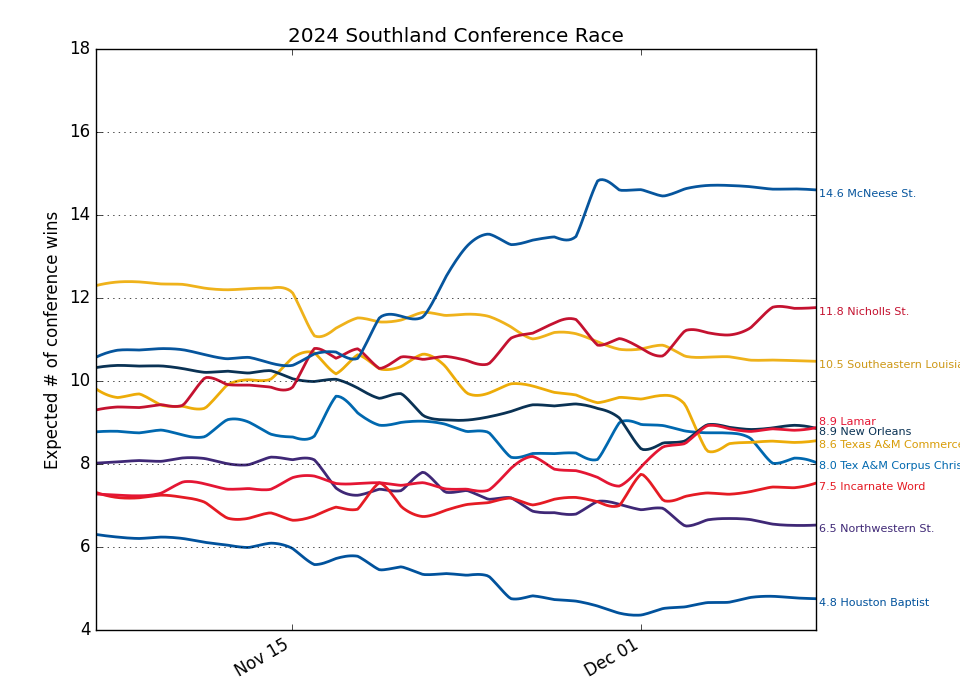 2024 Southland Conference Race
Expected # of conference wins
18
16
14
12
10
8
6
4
Nov 15
Dec 01
14.6 McNeese St.
11.8 Nicholls St.
10.5 Southeastern Louisia
8.9 Lamar
8.9 New Orleans
8.6 Texas A&M Commerce
8.0 Tex A&M Corpus Chris
7.5 Incarnate Word
6.5 Northwestern St.
4.8 Houston Baptist